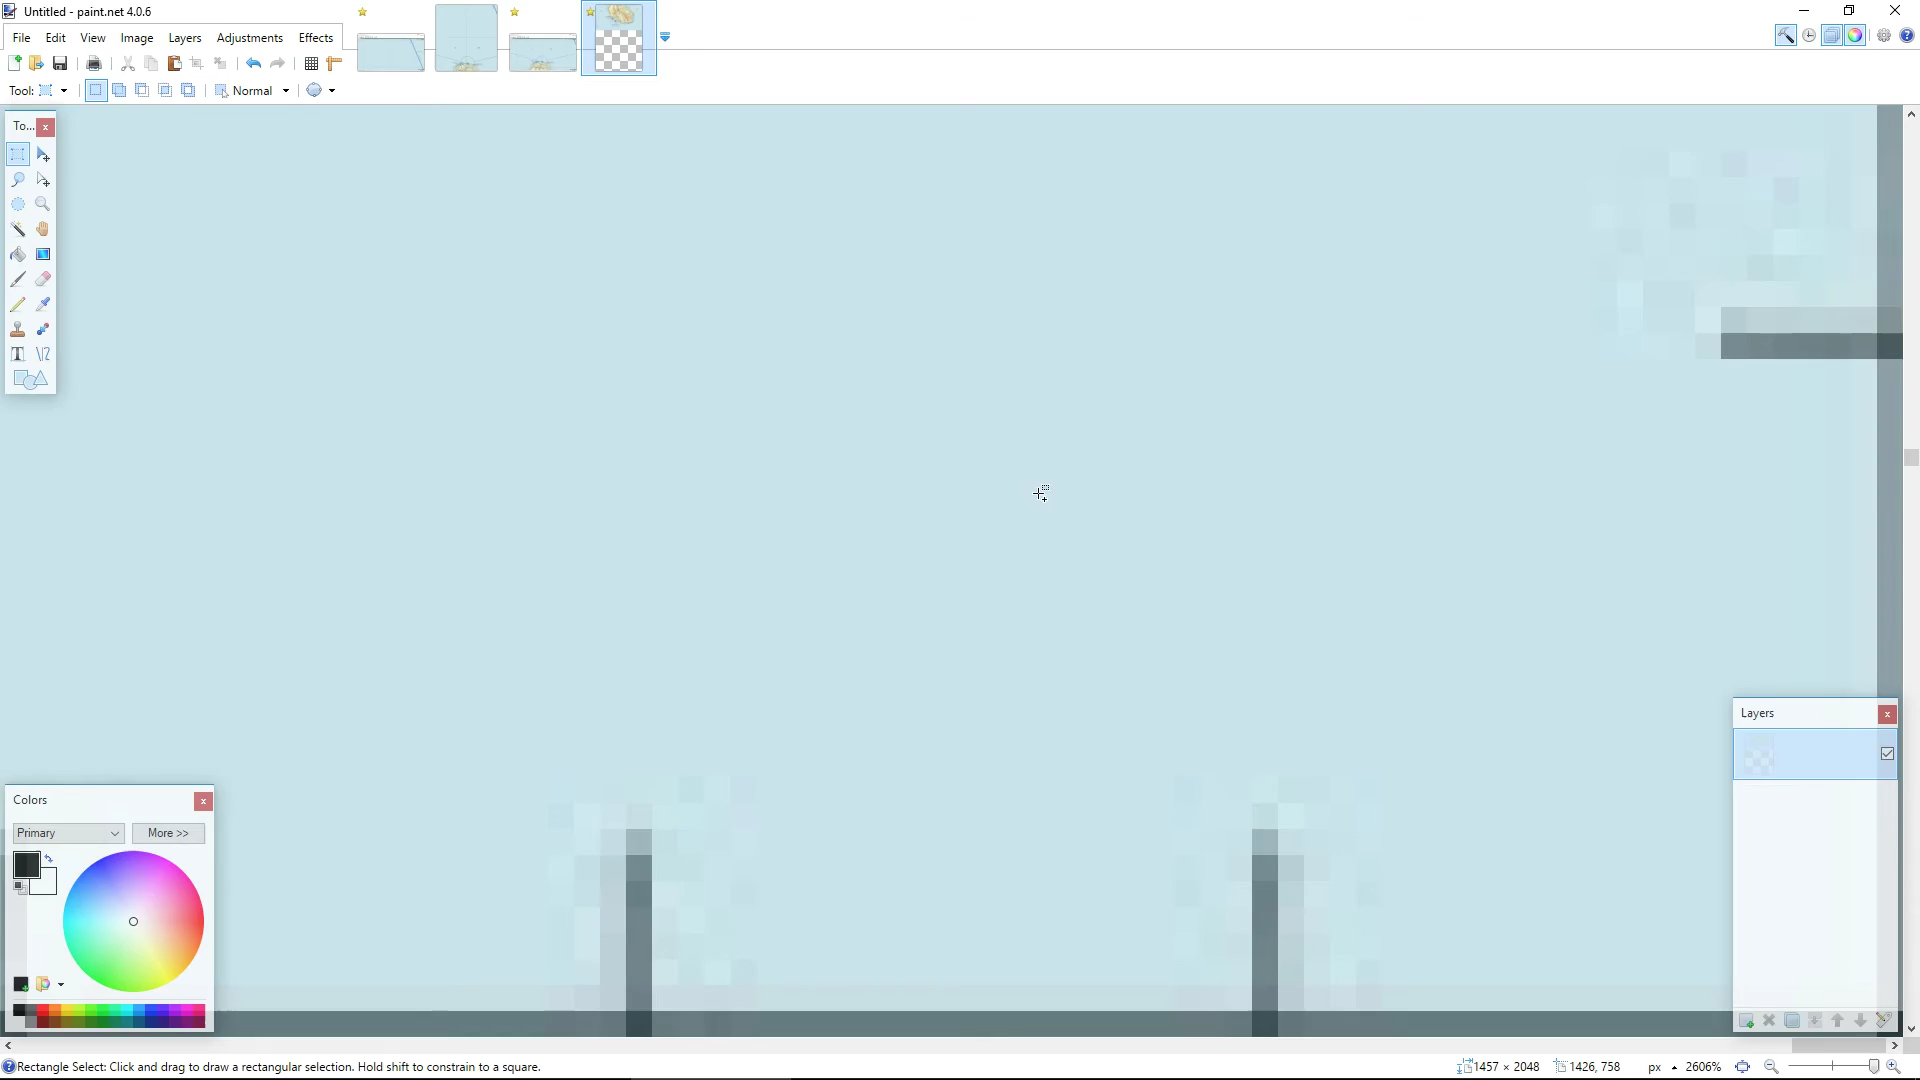 Untitled - paint.net 4.0.6
File Edit View Image Layers Adjustments Effects
Tool: Normal
To... x
Layers x
Colors x
Primary More >>
Rectangle Select: Click and drag to draw a rectangular selection. Hold shift to constrain to a square. 1457 × 2048 1426, 758 px 2606%